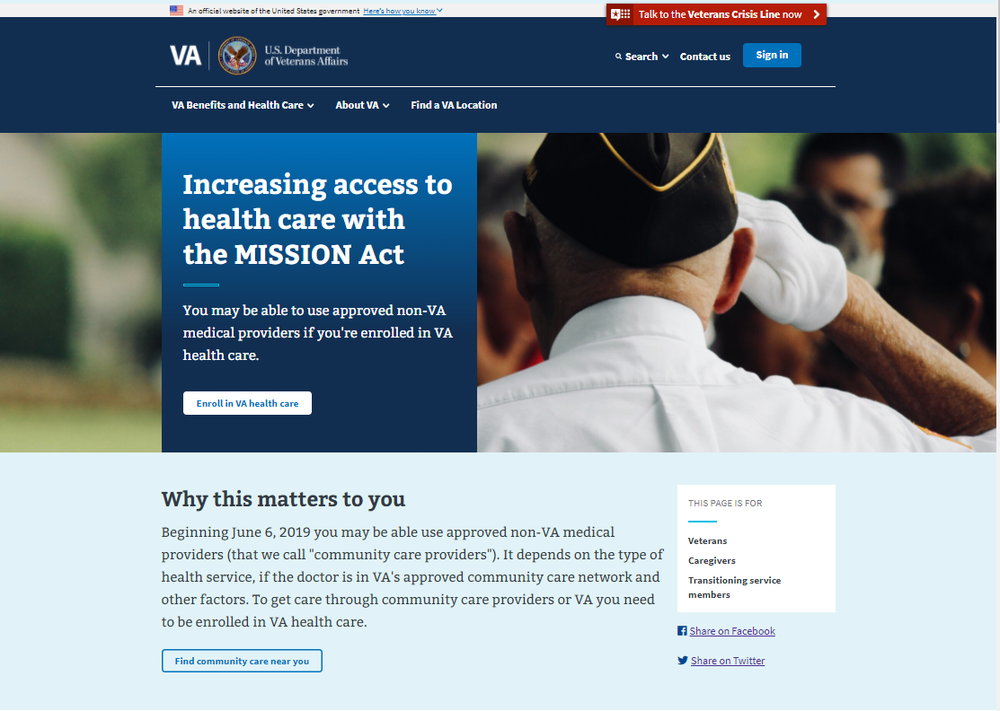 An official website of the United States government Here's how you know
Talk to the Veterans Crisis Line now
VA
U.S. Department
of Veterans Affairs
Search
Contact us
Sign in
VA Benefits and Health Care
About VA
Find a VA Location
Increasing access to
health care with
the MISSION Act
You may be able to use approved non-VA
medical providers if you're enrolled in VA
health care.
Enroll in VA health care
Why this matters to you
Beginning June 6, 2019 you may be able use approved non-VA medical
providers (that we call "community care providers"). It depends on the type of
health service, if the doctor is in VA's approved community care network and
other factors. To get care through community care providers or VA you need
to be enrolled in VA health care.
Find community care near you
THIS PAGE IS FOR
Veterans
Caregivers
Transitioning service
members
Share on Facebook
Share on Twitter